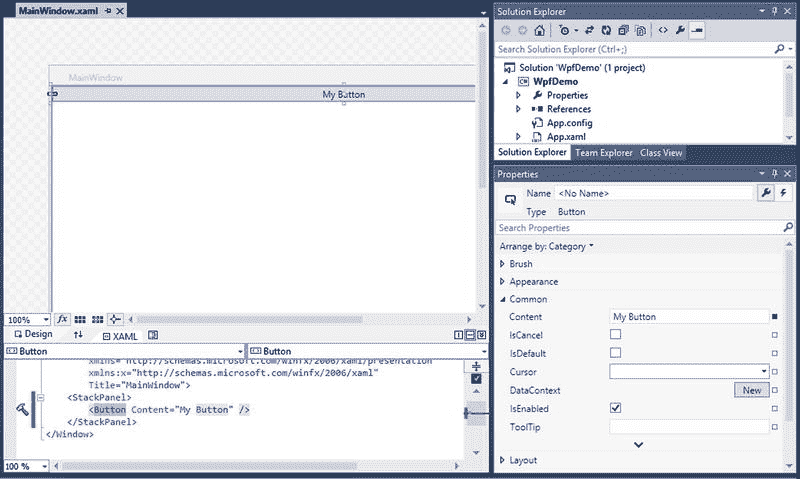 MainWindow.xaml
MainWindow
My Button
100%
fx
Design
XAML
Button
Button
xmlns="http://schemas.microsoft.com/winfx/2006/xaml/presentation"
xmlns:x="http://schemas.microsoft.com/winfx/2006/xaml"
Title="MainWindow">
<StackPanel>
<Button Content="My Button" />
</StackPanel>
</Window>
100 %
Solution Explorer
Search Solution Explorer (Ctrl+;)
Solution 'WpfDemo' (1 project)
C#
WpfDemo
Properties
References
App.config
App.xaml
Solution Explorer
Team Explorer
Class View
Properties
Name
<No Name>
Type
Button
Search Properties
Arrange by: Category
Brush
Appearance
Common
Content
My Button
IsCancel
IsDefault
Cursor
DataContext
New
IsEnabled
ToolTip
Layout